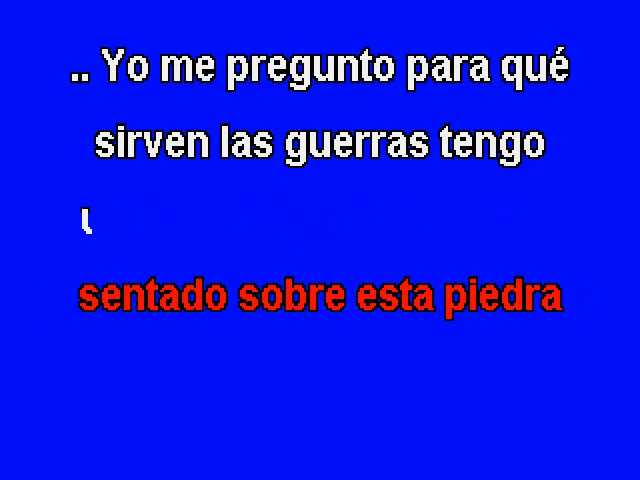 .. Yo me pregunto para qué
sirven las guerras tengo
sentado sobre esta piedra